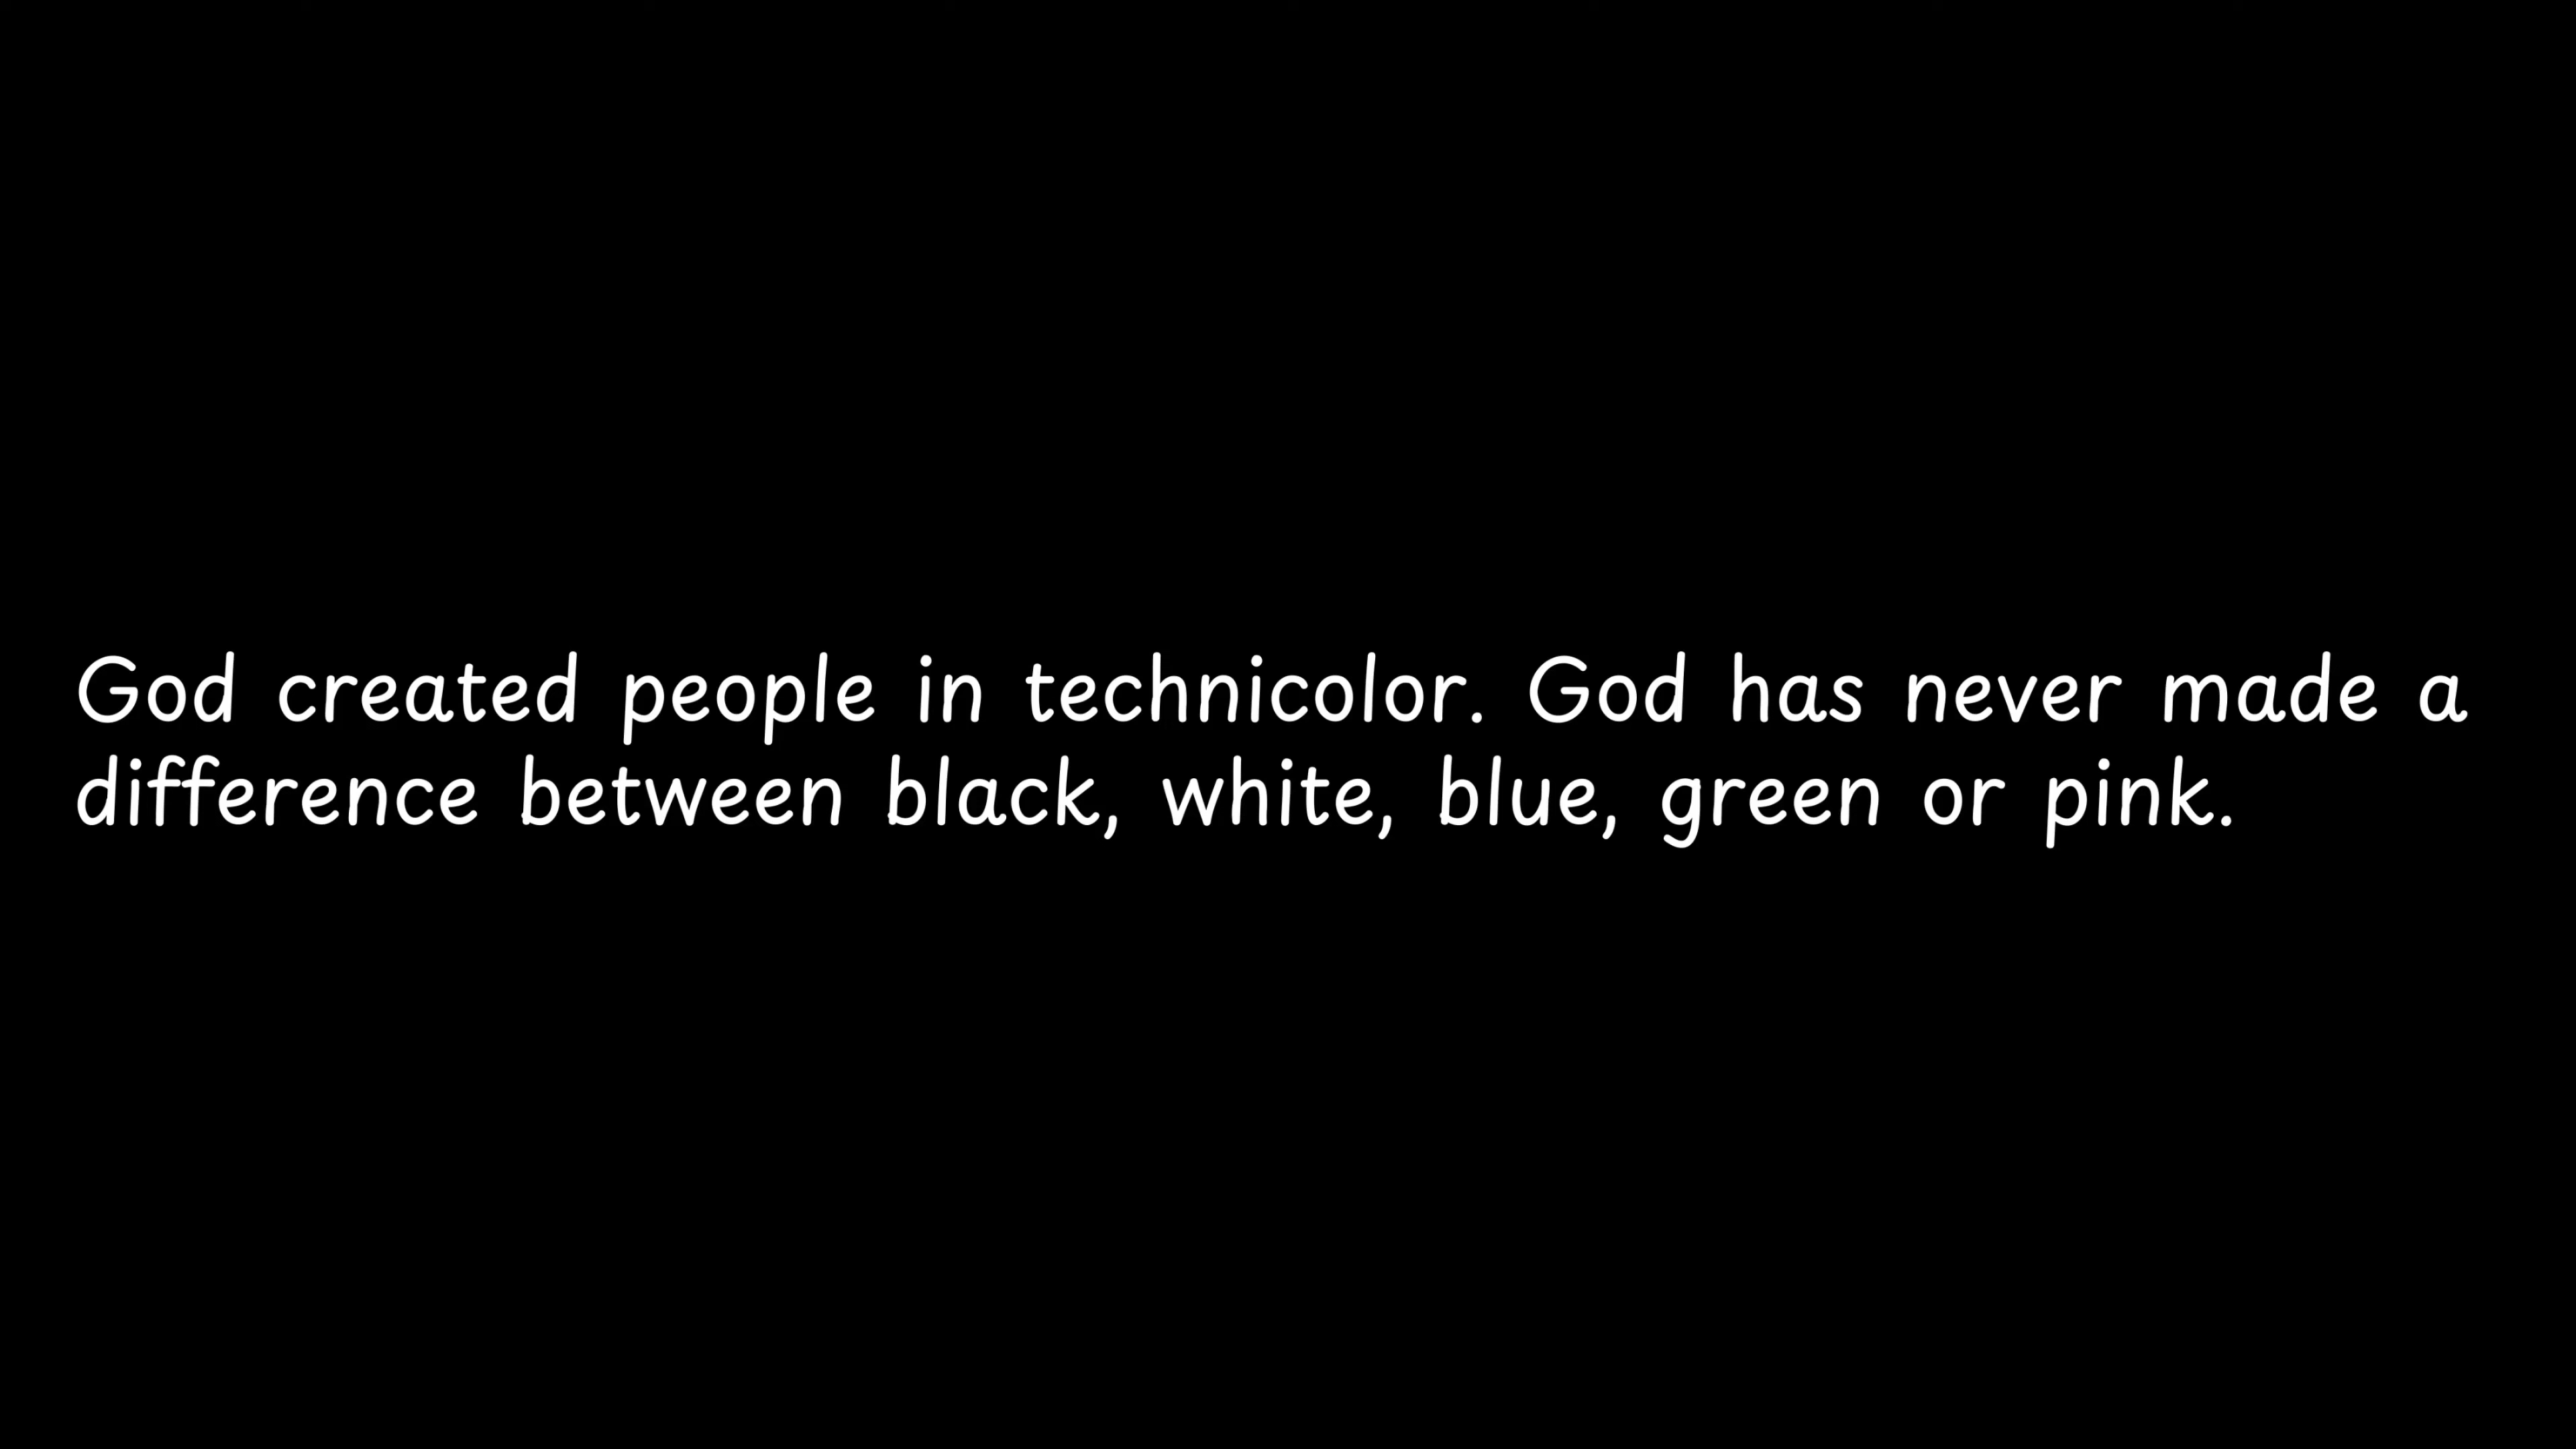 God created people in technicolor. God has never made a
difference between black, white, blue, green or pink.